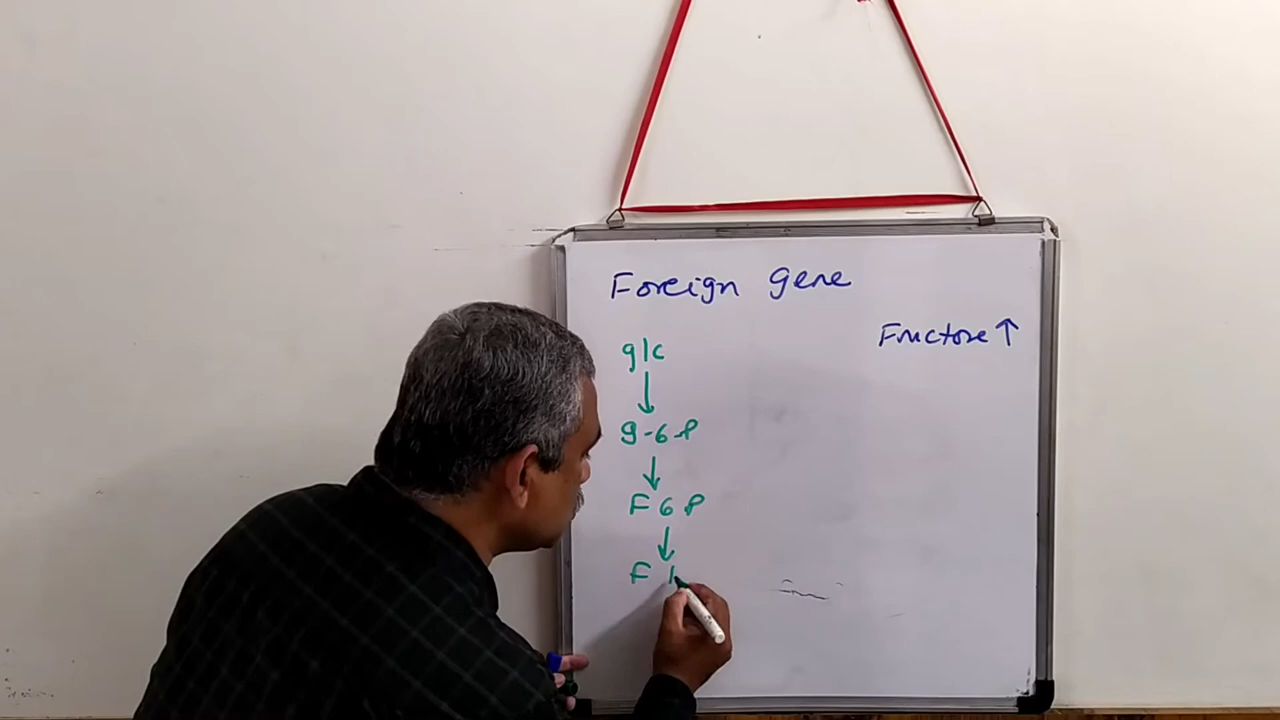 Foreign gene
Fructose ↑
glc
↓
g-6-P
↓
F 6 P
↓
F 1